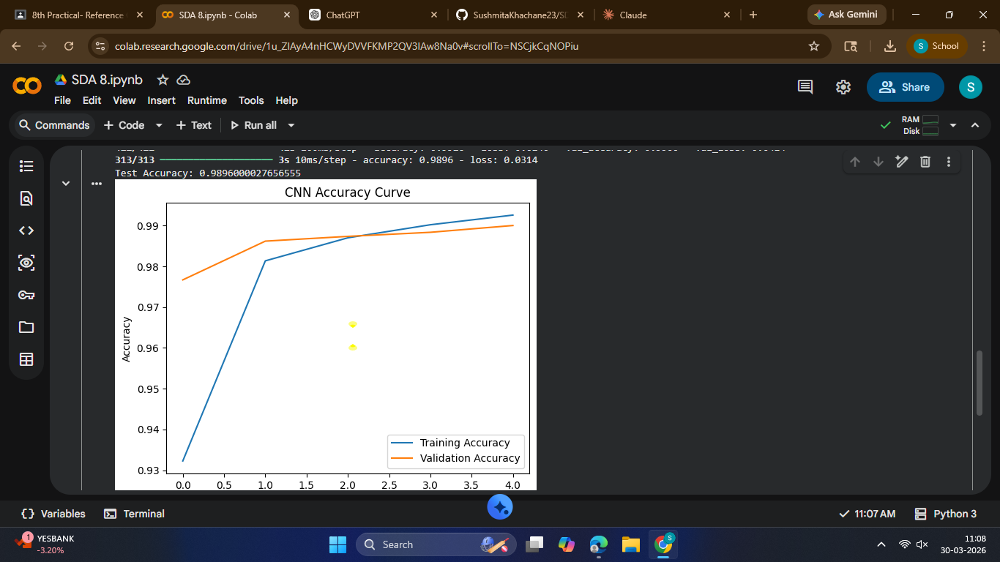 8th Practical- Reference
SDA 8.ipynb - Colab
ChatGPT
SushmitaKhachane23/SD
Claude
Ask Gemini
colab.research.google.com/drive/1u_ZIAyA4nHCWyDVVFKMP2QV3IAw8Na0v#scrollTo=NSCjkCqNOPiu
S School
SDA 8.ipynb
File Edit View Insert Runtime Tools Help
Share
S
Commands + Code + Text Run all
RAM
Disk
313/313 3s 10ms/step - accuracy: 0.9896 - loss: 0.0314
Test Accuracy: 0.9896000027656555
CNN Accuracy Curve
0.99
0.98
0.97
0.96
0.95
0.94
0.93
Accuracy
Training Accuracy
Validation Accuracy
0.0 0.5 1.0 1.5 2.0 2.5 3.0 3.5 4.0
{} Variables Terminal
11:07 AM Python 3
1
YESBANK
-3.20%
Search
S
11:08
30-03-2026